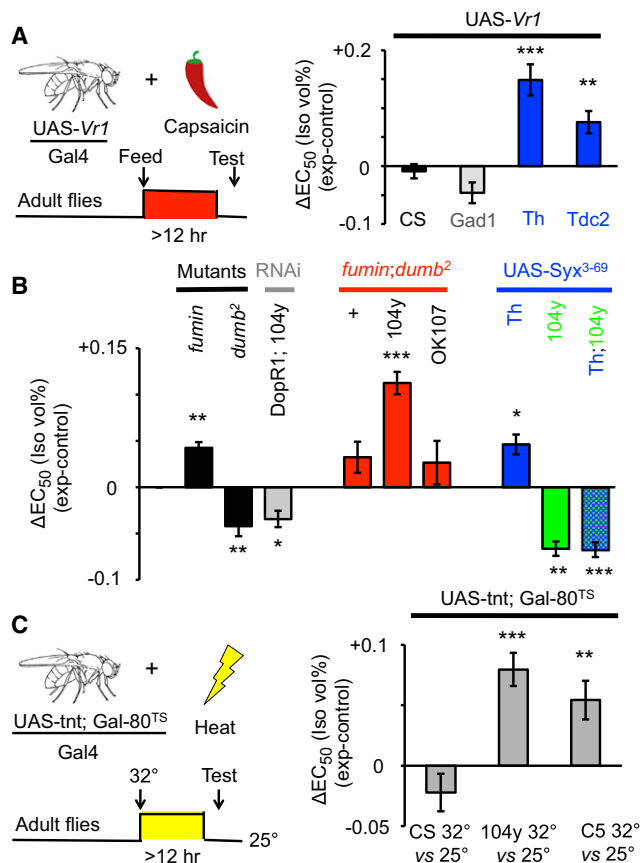 A
UAS-Vr1
Gal4
+
Capsaicin
Feed
Test
Adult flies
>12 hr
UAS-Vr1
+0.2
0
-0.1
ΔEC50 (Iso vol%)
(exp-control)
***
**
CS
Gad1
Th
Tdc2
B
Mutants
RNAi
fumin;dumb²
UAS-Syx³⁻⁶⁹
fumin
dumb²
DopR1; 104y
+
104y
OK107
Th
104y
Th;104y
+0.15
0
-0.1
ΔEC50 (Iso vol%)
(exp-control)
**
**
*
***
*
**
***
C
UAS-tnt; Gal-80ᵀˢ
Gal4
+
Heat
32°
Test
Adult flies
25°
>12 hr
UAS-tnt; Gal-80ᵀˢ
+0.1
0
-0.05
ΔEC50 (Iso vol%)
(exp-control)
***
**
CS 32°
vs 25°
104y 32°
vs 25°
C5 32°
vs 25°